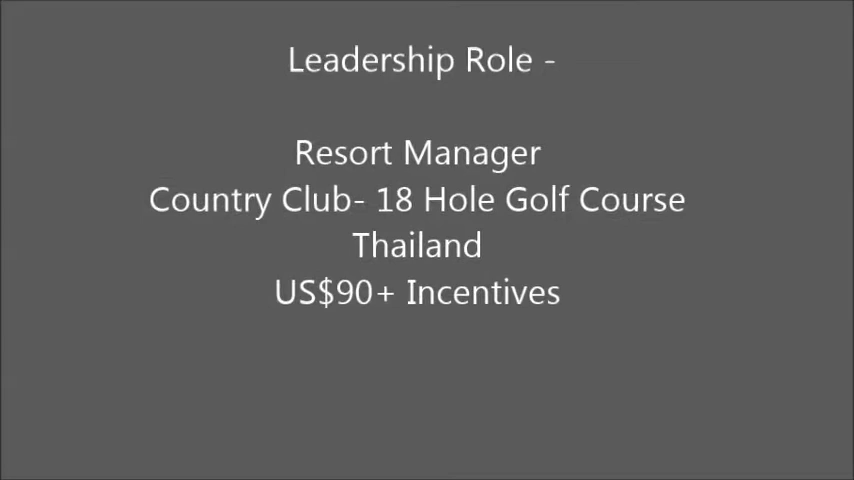 Leadership Role -
Resort Manager
Country Club- 18 Hole Golf Course
Thailand
US$90+ Incentives